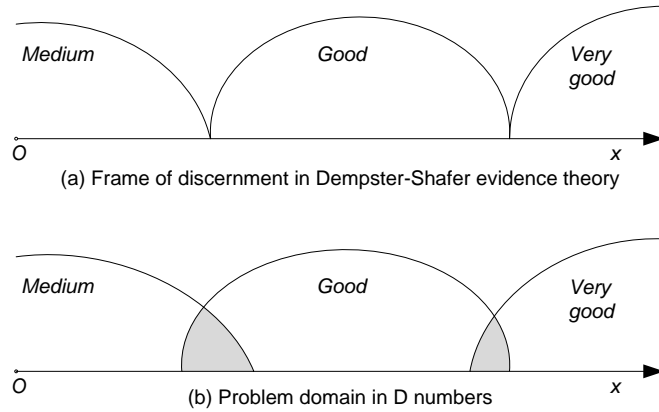 Medium
Good
Very
good
O
x
(a) Frame of discernment in Dempster-Shafer evidence theory
Medium
Good
Very
good
O
x
(b) Problem domain in D numbers